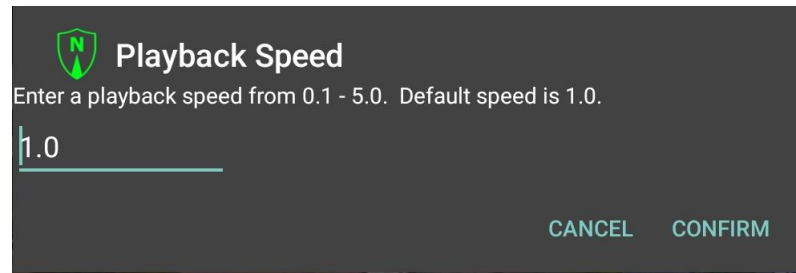 N
Playback Speed
Enter a playback speed from 0.1 - 5.0. Default speed is 1.0.
1.0
CANCEL CONFIRM